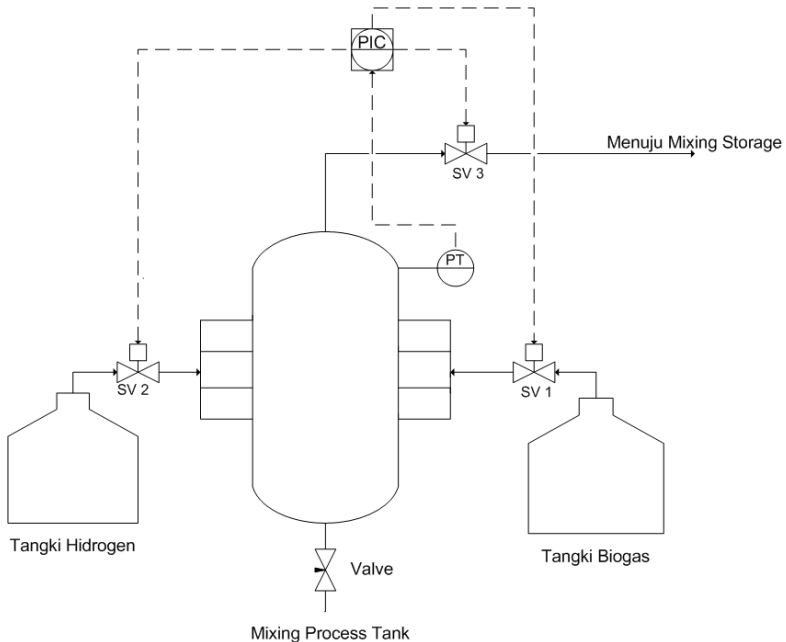 PIC
Menuju Mixing Storage
SV 3
PT
SV 2
SV 1
Tangki Hidrogen
Tangki Biogas
Valve
Mixing Process Tank